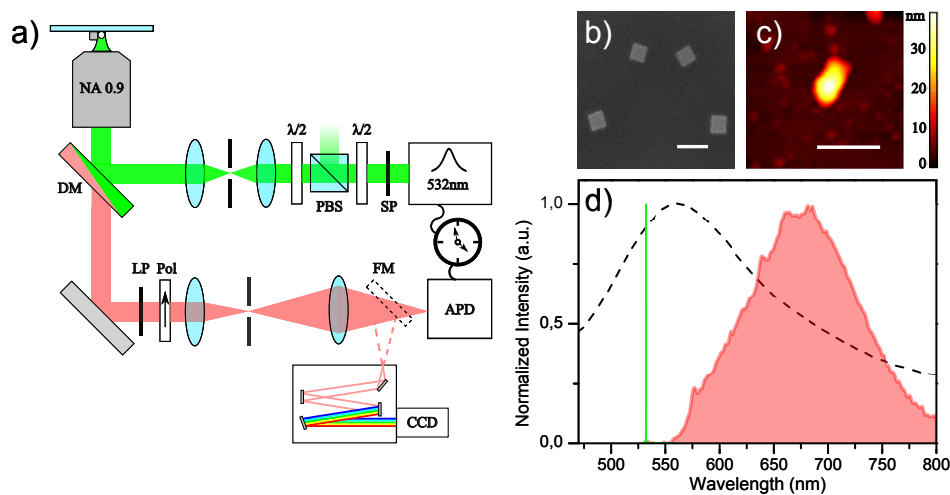 a)
NA 0.9
DM
λ/2
λ/2
PBS
SP
532nm
LP
Pol
FM
APD
CCD
b)
c)
nm
30
20
10
0
d)
Normalized Intensity (a.u.)
1,0
0,5
0,0
500
550
600
650
700
750
800
Wavelength (nm)